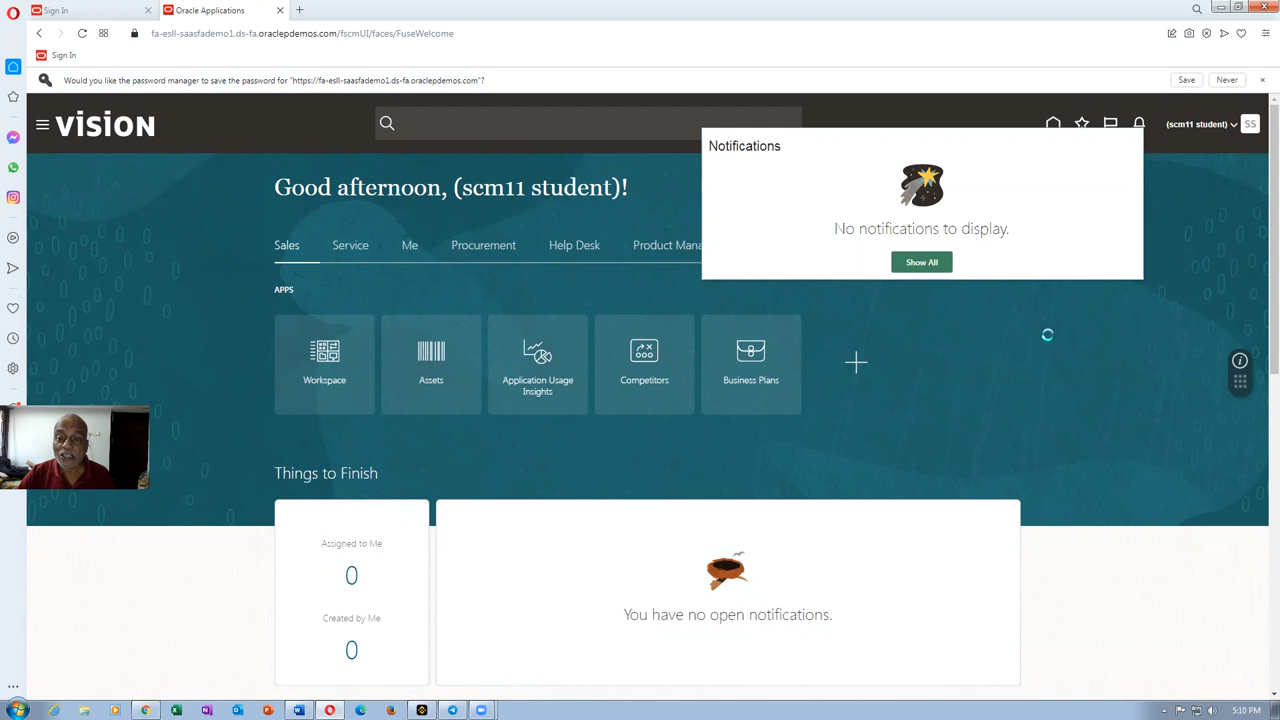 Sign In
Oracle Applications
fa-esll-saasfademo1.ds-fa.oraclepdemos.com/fscmUI/faces/FuseWelcome
Sign In
Would you like the password manager to save the password for "https://fa-esll-saasfademo1.ds-fa.oraclepdemos.com"?
Save
Never
VISION
(scm11 student)
SS
Notifications
No notifications to display.
Show All
Good afternoon, (scm11 student)!
Sales
Service
Me
Procurement
Help Desk
Product Mana
APPS
Workspace
Assets
Application Usage
Insights
Competitors
Business Plans
Things to Finish
Assigned to Me
0
Created by Me
0
You have no open notifications.
5:10 PM